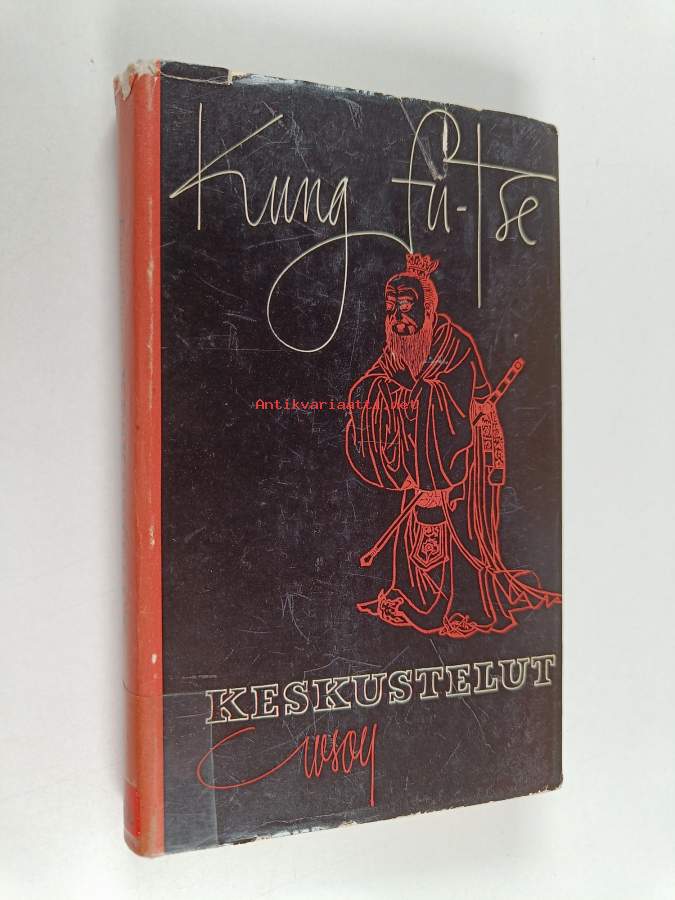 Kung fu-tse
Antikvariaatti.net
KESKUSTELUT
wsoy